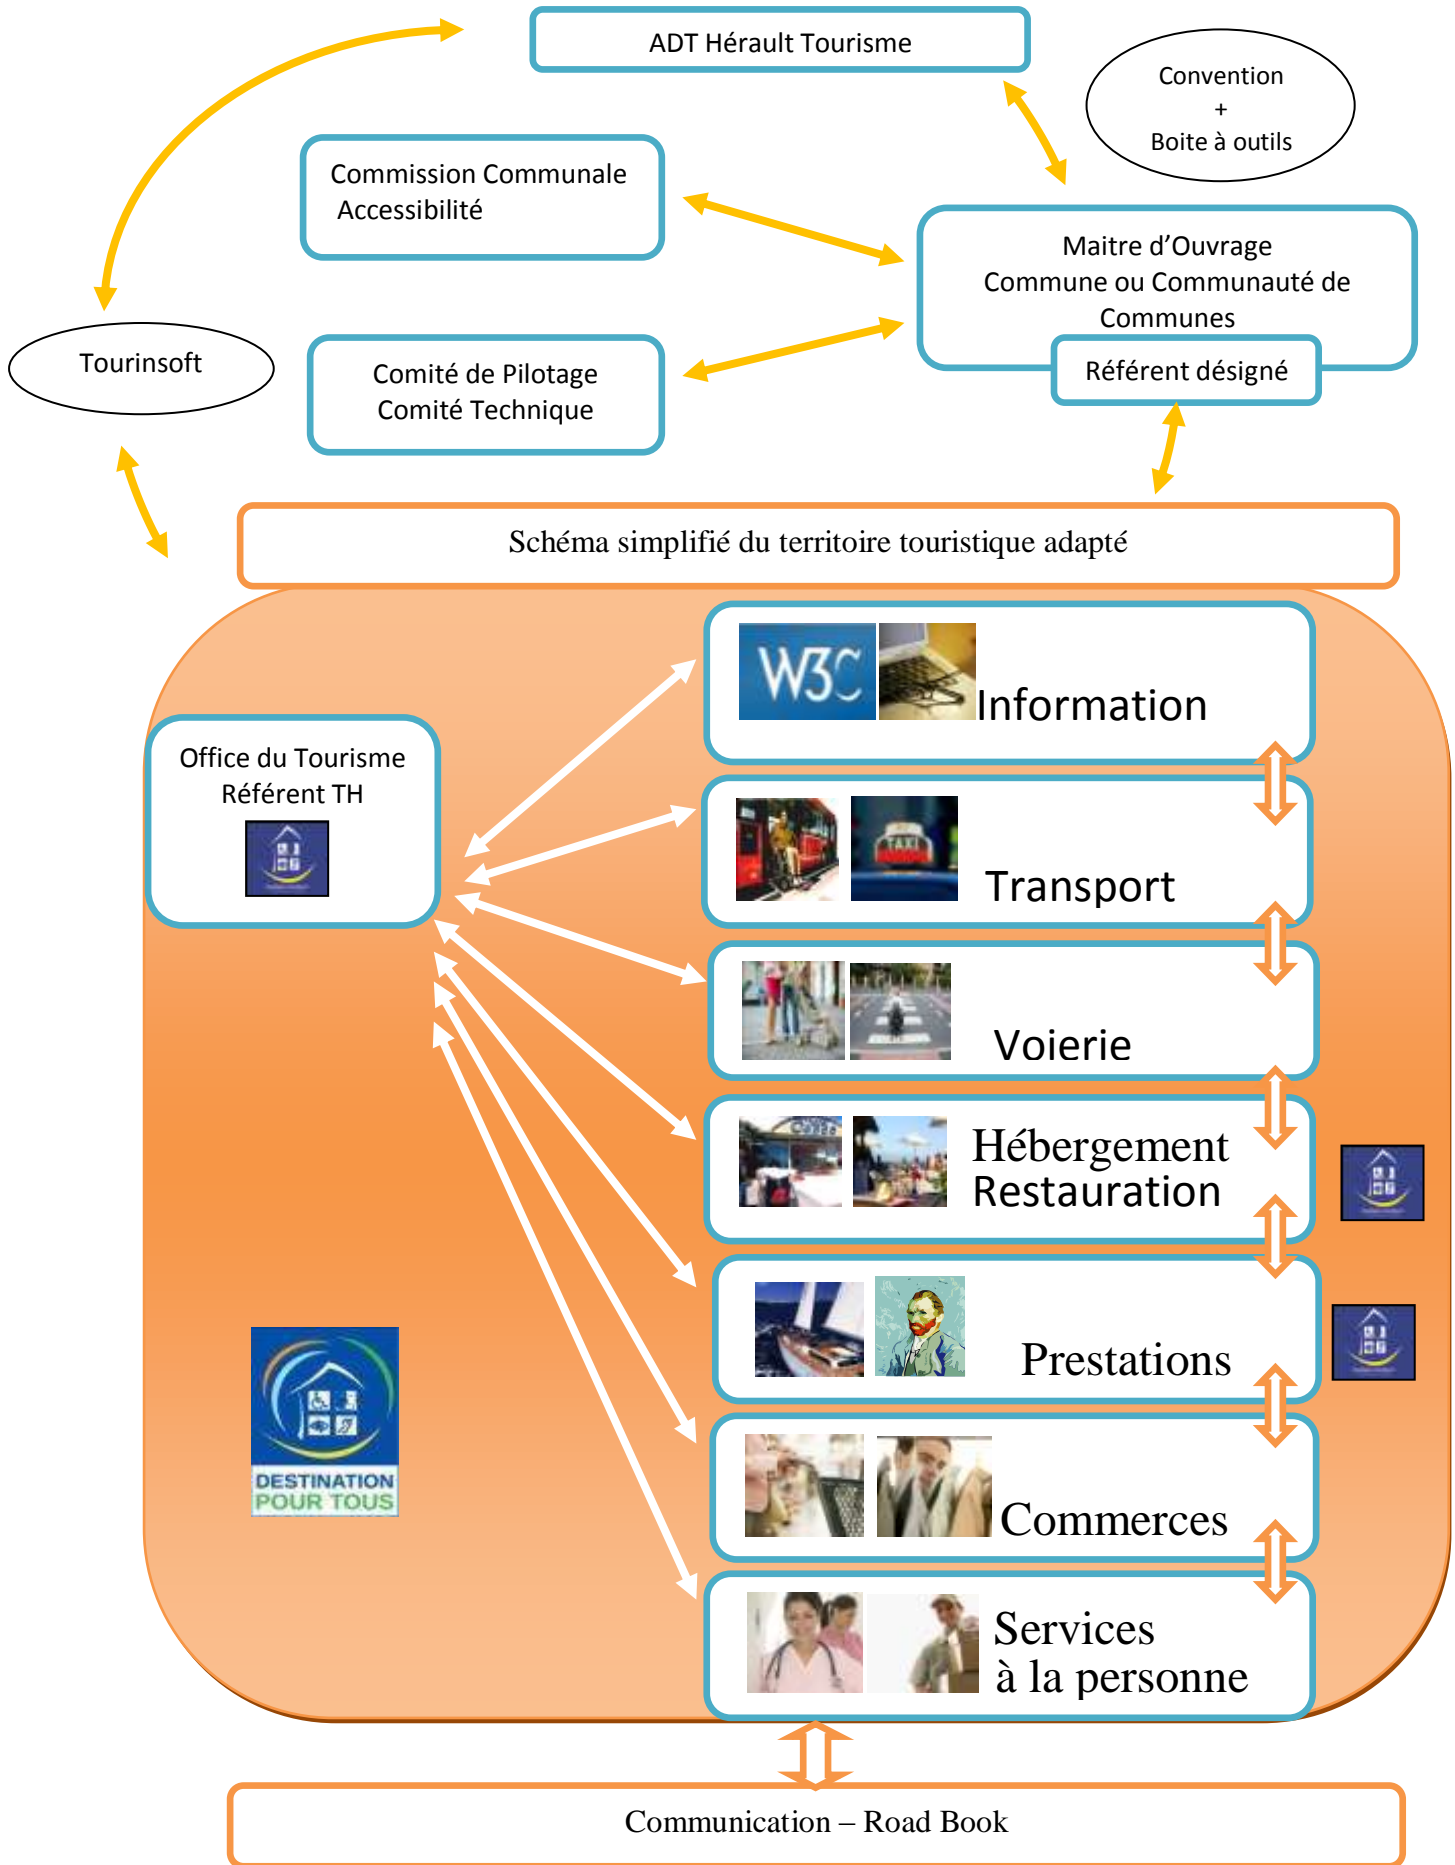 ADT Hérault Tourisme
Convention
+
Boite à outils
Commission Communale
Accessibilité
Maitre d'Ouvrage
Commune ou Communauté de
Communes
Référent désigné
Tourinsoft
Comité de Pilotage
Comité Technique
Schéma simplifié du territoire touristique adapté
W3C
Information
Office du Tourisme
Référent TH
TAXI
Transport
Voierie
Hébergement
Restauration
Prestations
DESTINATION
POUR TOUS
Commerces
Services
à la personne
Communication – Road Book